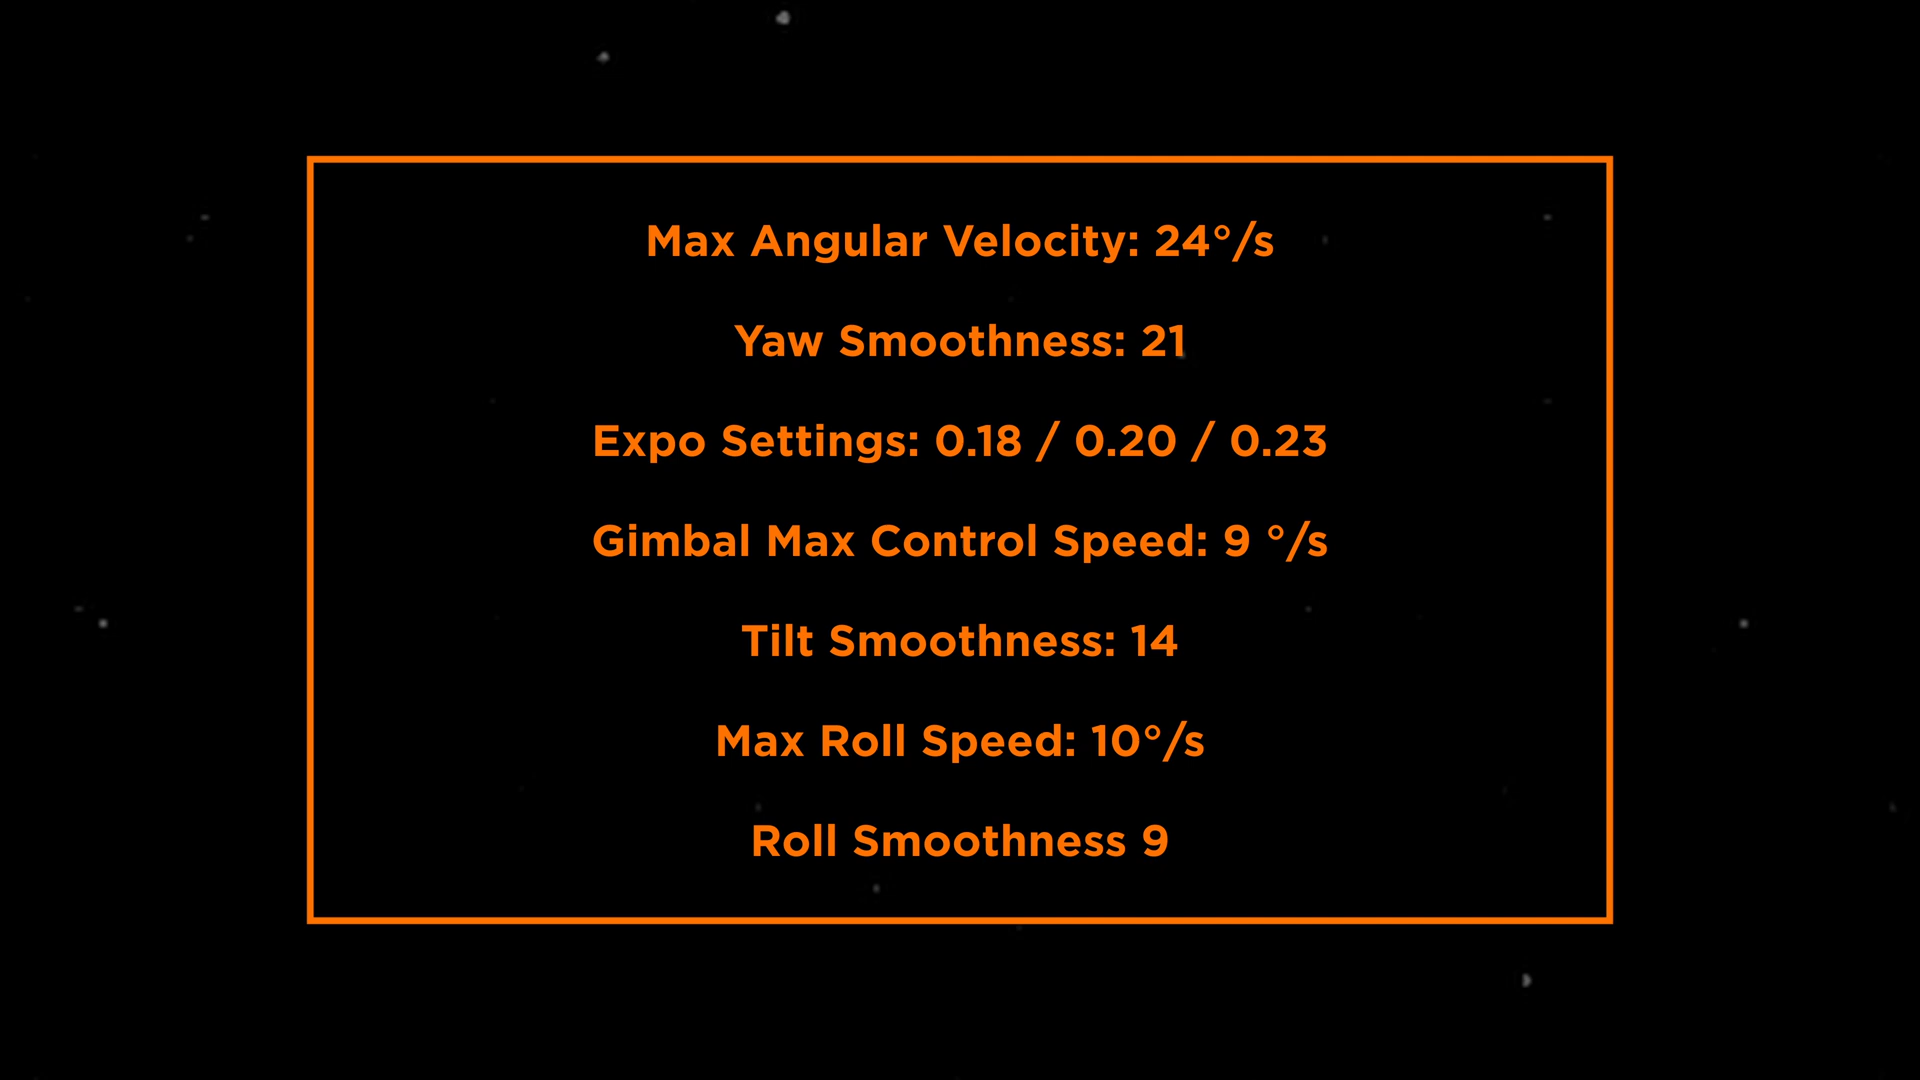 Max Angular Velocity: 24°/s
Yaw Smoothness: 21
Expo Settings: 0.18 / 0.20 / 0.23
Gimbal Max Control Speed: 9 °/s
Tilt Smoothness: 14
Max Roll Speed: 10°/s
Roll Smoothness 9